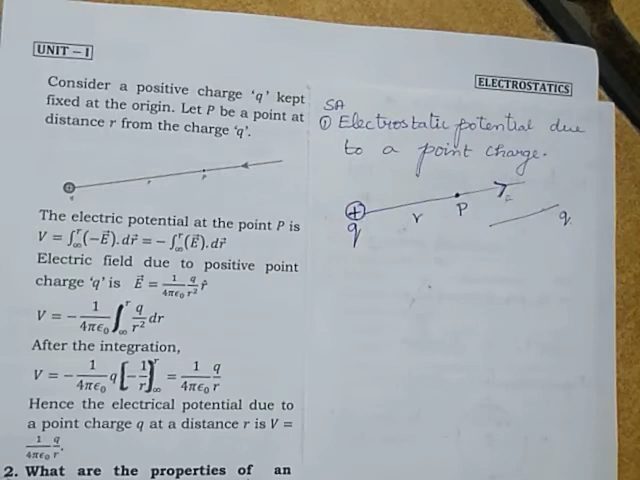 UNIT – I
ELECTROSTATICS
Consider a positive charge 'q' kept
fixed at the origin. Let P be a point at
distance r from the charge 'q'.
The electric potential at the point P is
V = ∫_∞^r (−E⃗). dr⃗ = − ∫_∞^r (E⃗). dr⃗
Electric field due to positive point
charge 'q' is E⃗ = 1/4πϵ₀ q/r² r̂
V = − 1/4πϵ₀ ∫_∞^r q/r² dr
After the integration,
V = − 1/4πϵ₀ q [− 1/r]_∞^r = 1/4πϵ₀ q/r
Hence the electrical potential due to
a point charge q at a distance r is V =
1/4πϵ₀ q/r.
2. What are the properties of an
SA
① Electrostatic potential due
to a point charge.
+
q
r
P
q